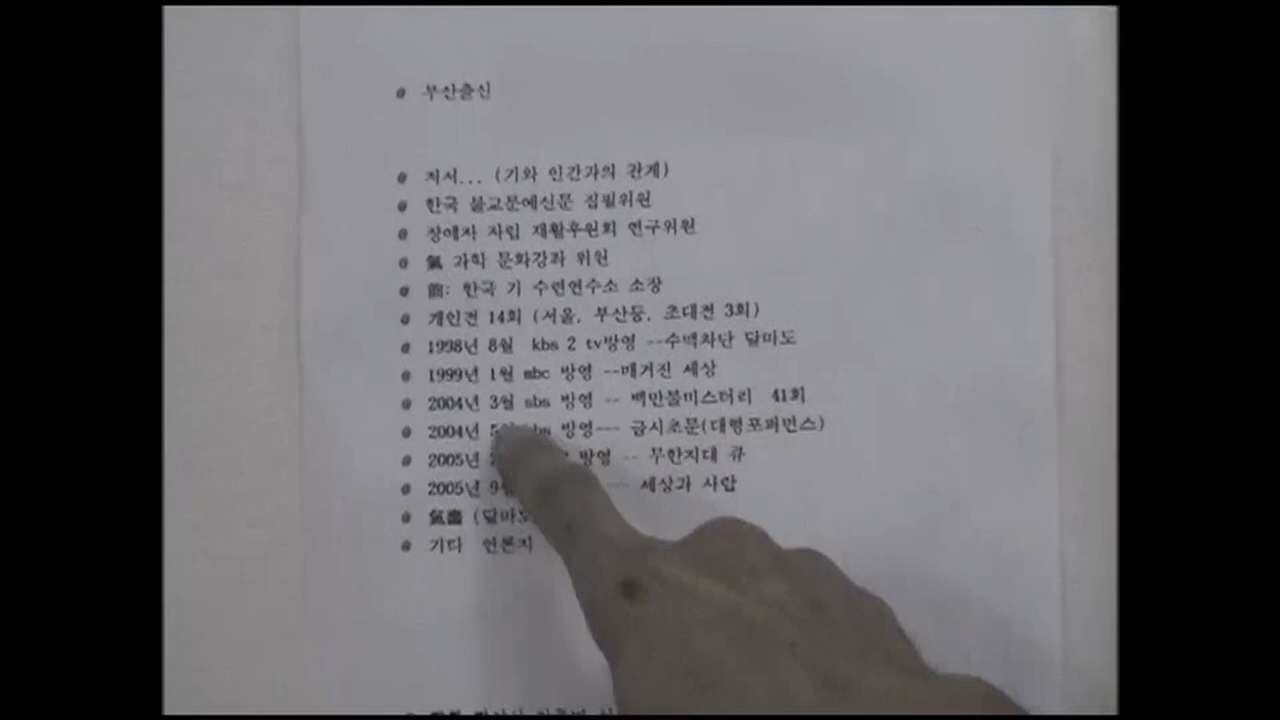 @ 부산출신
@ 저서... (기와 인간과의 관계)
@ 한국 불교문예신문 집필위원
@ 장애자 자립 재활후원회 연구위원
@ 氣 과학 문화강좌 위원
@ 한국 기 수련연수소 소장
@ 개인전 14회 (서울, 부산등, 초대전 3회)
@ 1998년 8월 kbs 2 tv방영 --수맥차단 달마도
@ 1999년 1월 mbc 방영 --매거진 세상
@ 2004년 3월 sbs 방영 -- 백만불미스터리 41회
@ 2004년 방영--- 금시초문(대형포퍼먼스)
@ 2005년 방영 -- 무한지대 큐
@ 2005년 9 --- 세상과 사람
@ 氣畵 (달마도
@ 기타 언론지